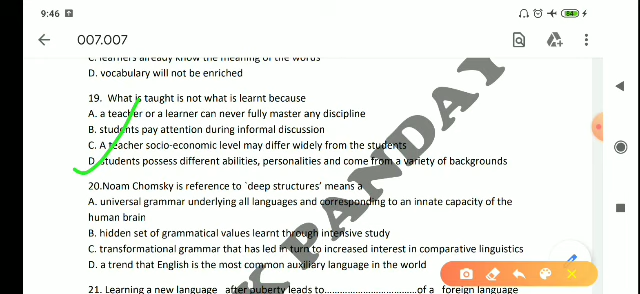 9:46
84
007.007
C. learners already know the meaning of the words
D. vocabulary will not be enriched
19. What is taught is not what is learnt because
A. a teacher or a learner can never fully master any discipline
B. students pay attention during informal discussion
C. A teacher socio-economic level may differ widely from the students
D. students possess different abilities, personalities and come from a variety of backgrounds
20.Noam Chomsky is reference to `deep structures' means a
A. universal grammar underlying all languages and corresponding to an innate capacity of the
human brain
B. hidden set of grammatical values learnt through intensive study
C. transformational grammar that has led in turn to increased interest in comparative linguistics
D. a trend that English is the most common auxiliary language in the world
21. Learning a new language after puberty leads to....................................of a foreign language
K PANDAY